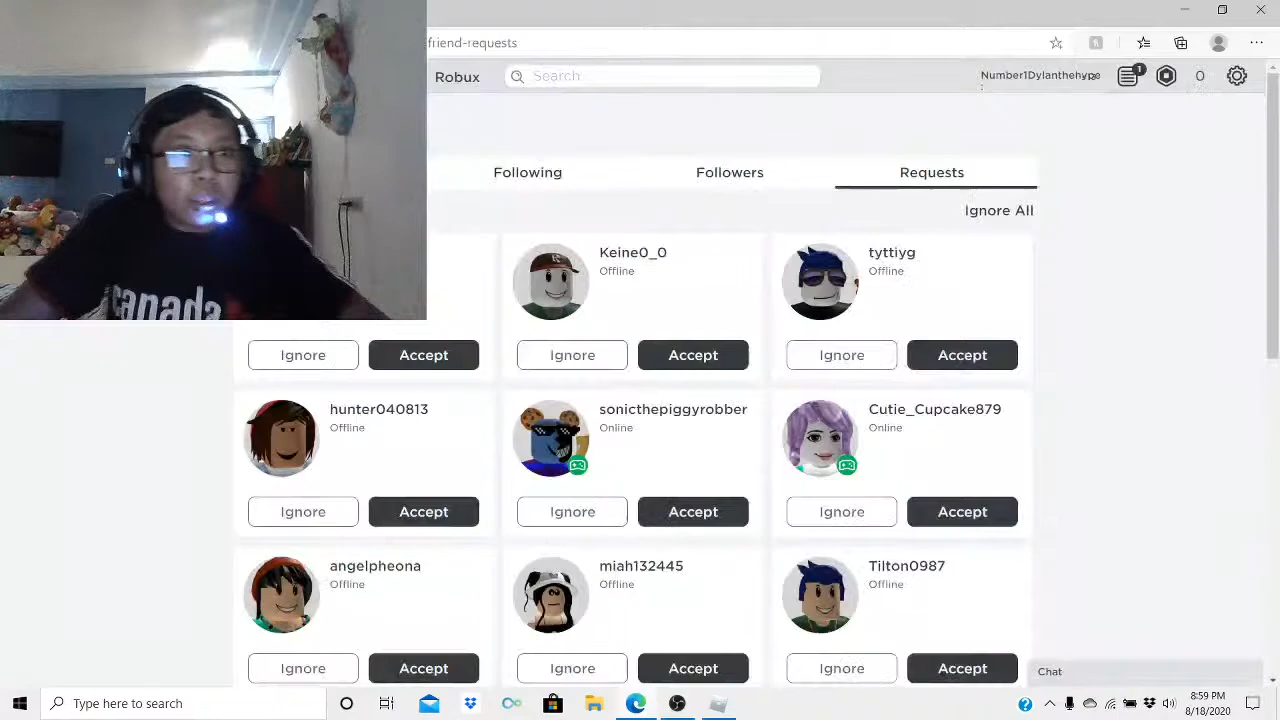 friend-requests
Robux
Search
Number1Dylanthehype
1
0
Following
Followers
Requests
Ignore All
Keine0_0
Offline
tyttiyg
Offline
canada
Ignore
Accept
Ignore
Accept
Ignore
Accept
hunter040813
Offline
sonicthepiggyrobber
Online
Cutie_Cupcake879
Online
Ignore
Accept
Ignore
Accept
Ignore
Accept
angelpheona
Offline
miah132445
Offline
Tilton0987
Offline
Ignore
Accept
Ignore
Accept
Ignore
Accept
Chat
Type here to search
8:59 PM
8/18/2020